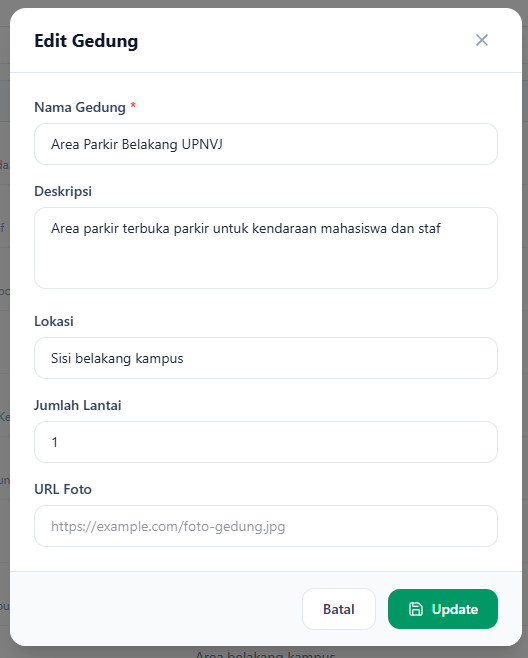 Edit Gedung
Nama Gedung *
Area Parkir Belakang UPNVJ
Deskripsi
Area parkir terbuka parkir untuk kendaraan mahasiswa dan staf
Lokasi
Sisi belakang kampus
Jumlah Lantai
1
URL Foto
https://example.com/foto-gedung.jpg
Batal
Update
Area belakang kampus